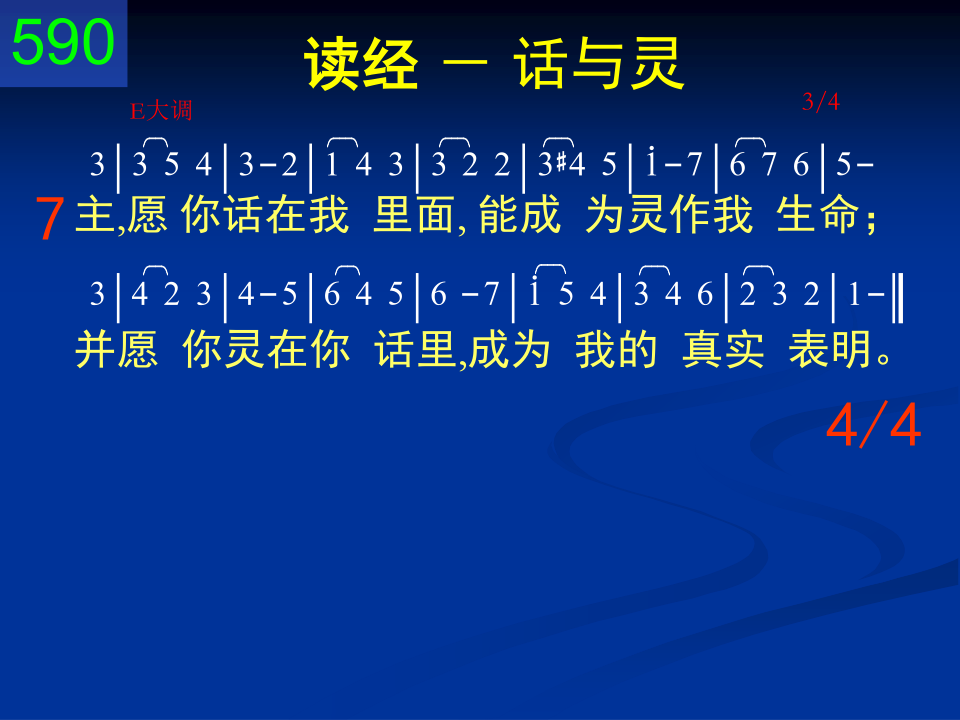 590
读经 － 话与灵
E大调
3/4
3|3 5 4|3-2|1 4 3|3 2 2|3#4 5|i-7|6 7 6|5-
7 主,愿 你话在我 里面, 能成 为灵作我 生命；
3|4 2 3|4-5|6 4 5|6 -7|i 5 4|3 4 6|2 3 2|1-‖
并愿 你灵在你 话里,成为 我的 真实 表明。
4/4